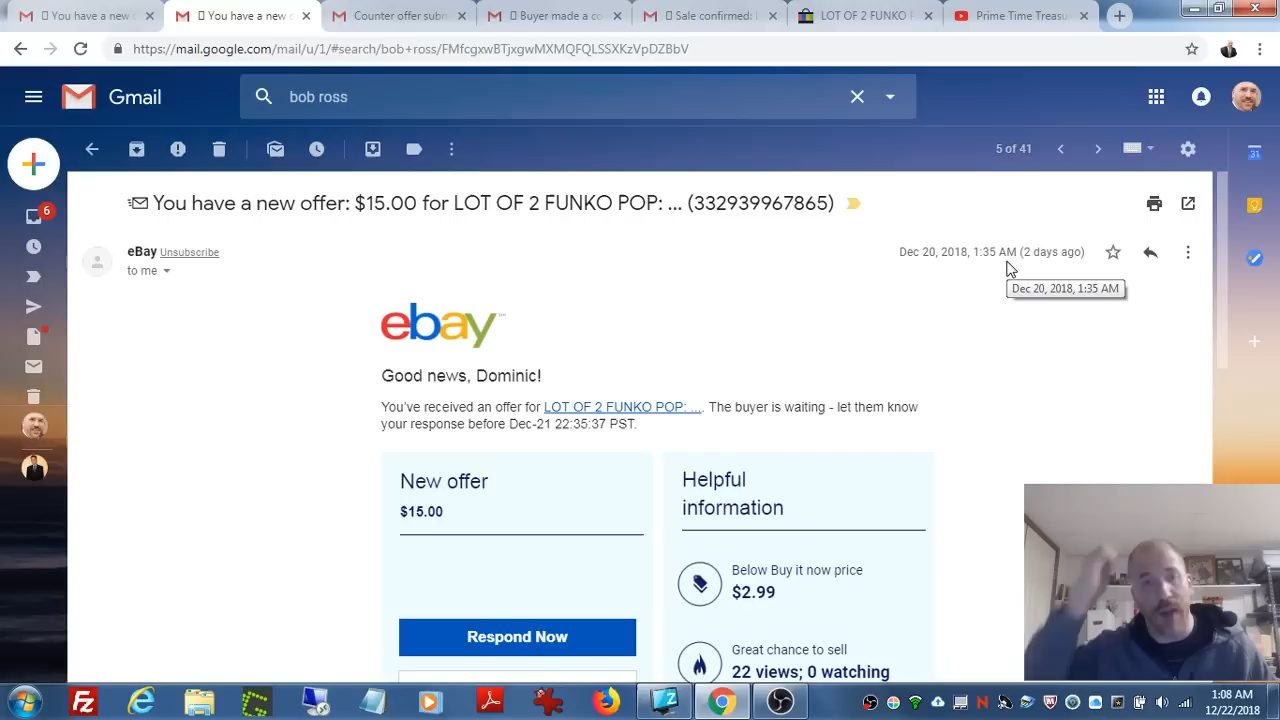 You have a new o
You have a new c
Counter offer subm
Buyer made a co
Sale confirmed: L
LOT OF 2 FUNKO P
Prime Time Treasu
https://mail.google.com/mail/u/1/#search/bob+ross/FMfcgxwBTjxgwMXMQFQLSSXKzVpDZBbV
Gmail
bob ross
5 of 41
31
6
You have a new offer: $15.00 for LOT OF 2 FUNKO POP: ... (332939967865)
eBay Unsubscribe
Dec 20, 2018, 1:35 AM (2 days ago)
to me
Dec 20, 2018, 1:35 AM
ebay™
Good news, Dominic!
You've received an offer for LOT OF 2 FUNKO POP: .... The buyer is waiting - let them know
your response before Dec-21 22:35:37 PST.
New offer
$15.00
Respond Now
Helpful
information
Below Buy it now price
$2.99
Great chance to sell
22 views; 0 watching
1:08 AM
12/22/2018